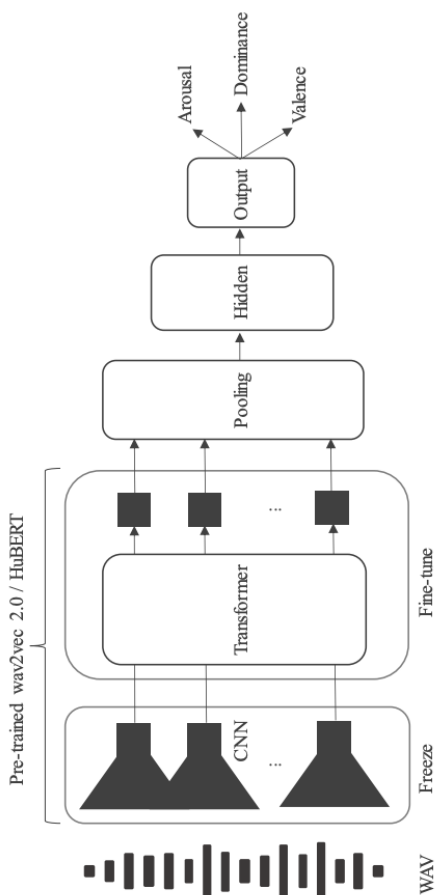 Arousal
Dominance
Valence
Output
Hidden
Pooling
Pre-trained wav2vec 2.0 / HuBERT
...
Transformer
Fine-tune
CNN
...
Freeze
WAV